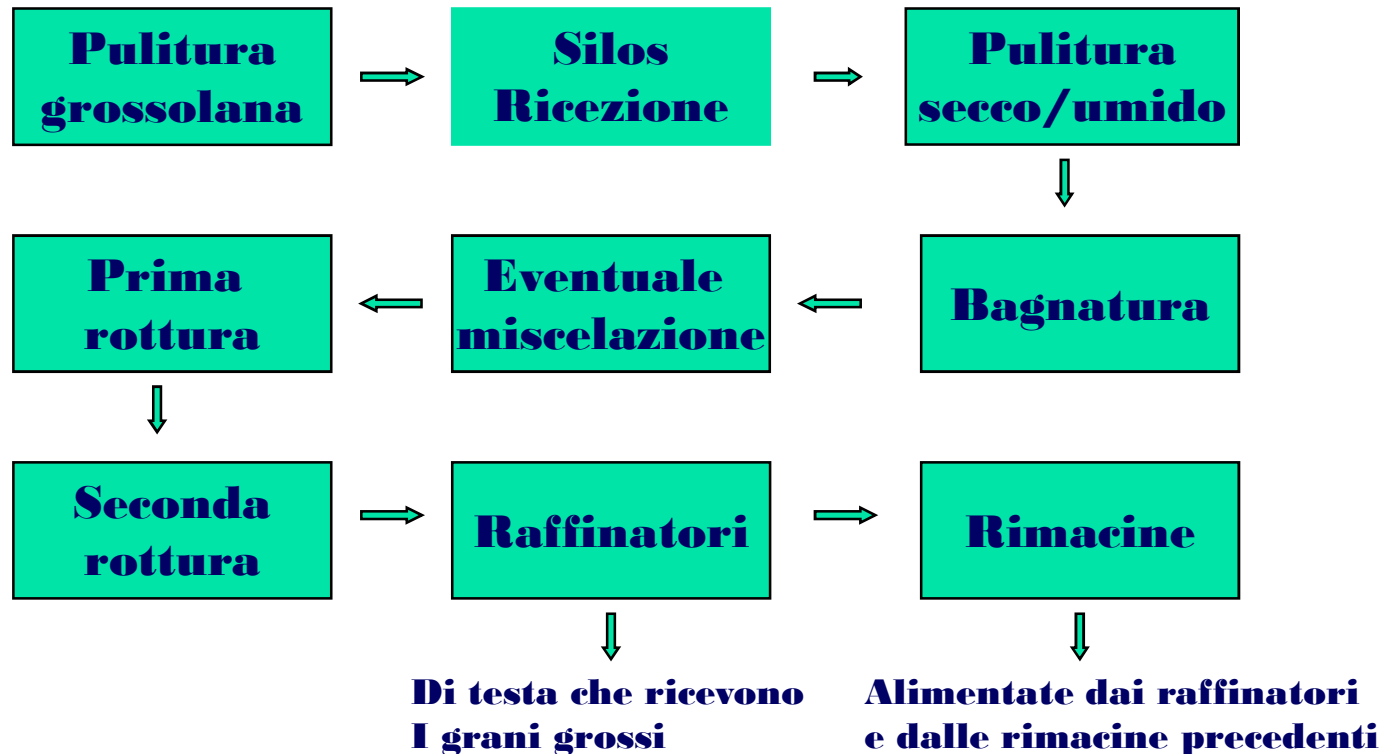 Pulitura
grossolana
Silos
Ricezione
Pulitura
secco/umido
Prima
rottura
Eventuale
miscelazione
Bagnatura
Seconda
rottura
Raffinatori
Rimacine
Di testa che ricevono
I grani grossi
Alimentate dai raffinatori
e dalle rimacine precedenti